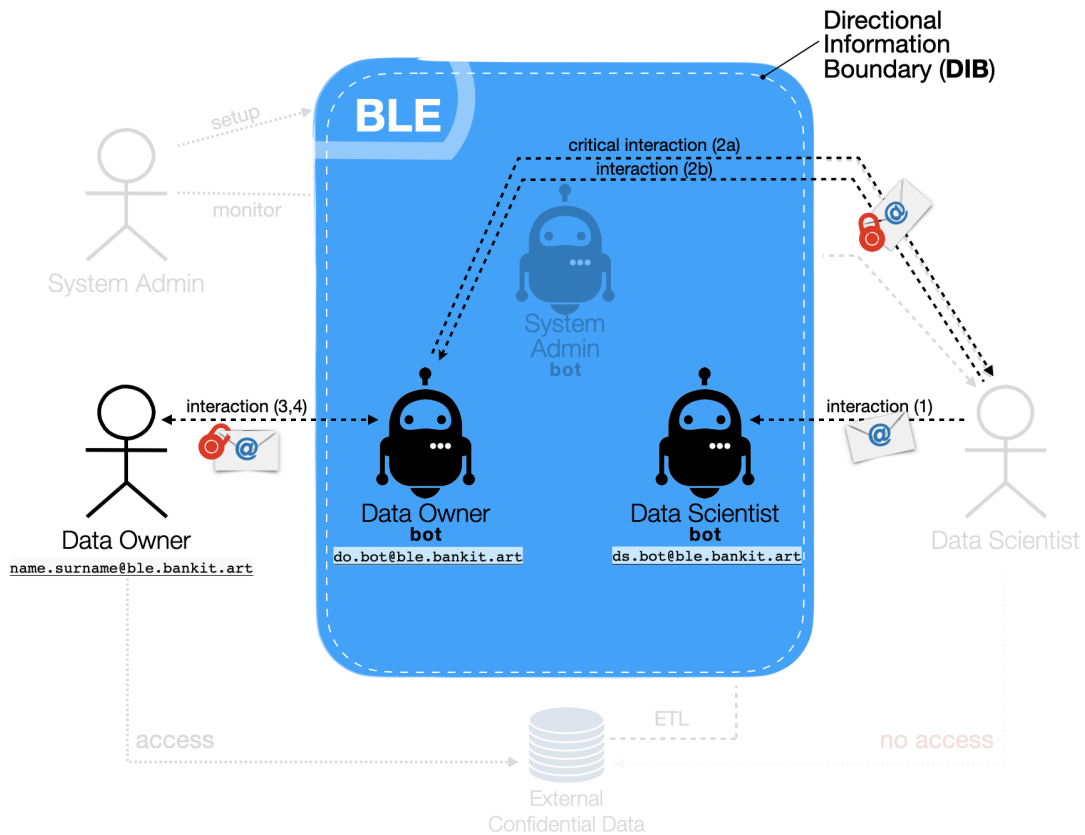 Directional
Information
Boundary (DIB)
BLE
setup
monitor
System Admin
critical interaction (2a)
interaction (2b)
@
System
Admin
bot
interaction (3,4)
@
interaction (1)
@
Data Owner
name.surname@ble.bankit.art
Data Owner
bot
do.bot@ble.bankit.art
Data Scientist
bot
ds.bot@ble.bankit.art
Data Scientist
access
ETL
no access
External
Confidential Data